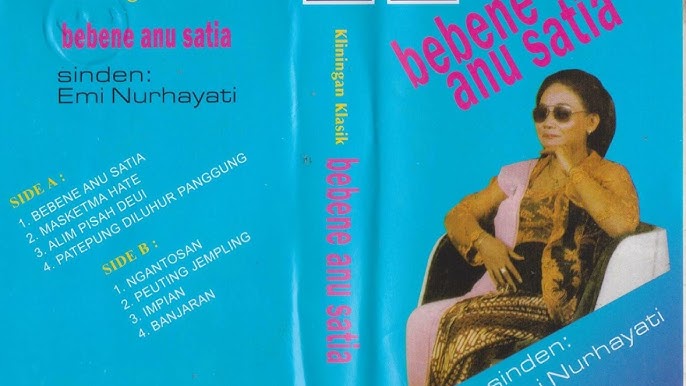 bebene anu satia
sinden:
Emi Nurhayati
SIDE A :
1. BEBENE ANU SATIA
2. MASKETMA HATE
3. ALIM PISAH DEUI
4. PATEPUNG DILUHUR PANGGUNG
SIDE B :
1. NGANTOSAN
2. PEUTING JEMPLING
3. IMPIAN
4. BANJARAN
Kliningan Klasik
bebene anu satia
bebene
anu satia
sinden:
Nurhayati